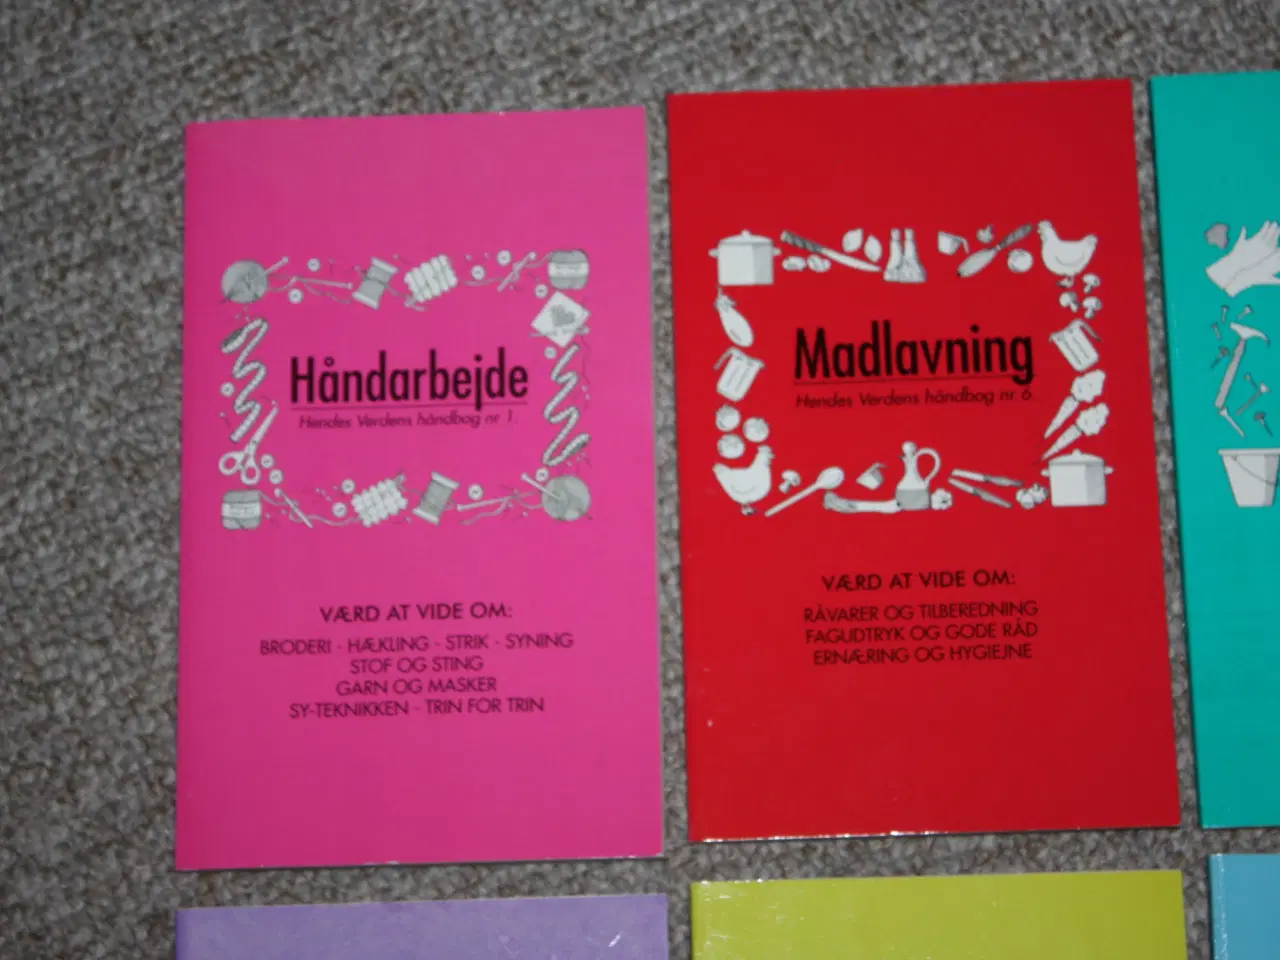 Håndarbejde
Hendes Verdens håndbog nr 1.
VÆRD AT VIDE OM:
BRODERI - HÆKLING - STRIK - SYNING
STOF OG STING
GARN OG MASKER
SY-TEKNIKKEN - TRIN FOR TRIN
Madlavning
Hendes Verdens håndbog nr 6.
VÆRD AT VIDE OM:
RÅVARER OG TILBEREDNING
FAGUDTRYK OG GODE RÅD
ERNÆRING OG HYGIEJNE